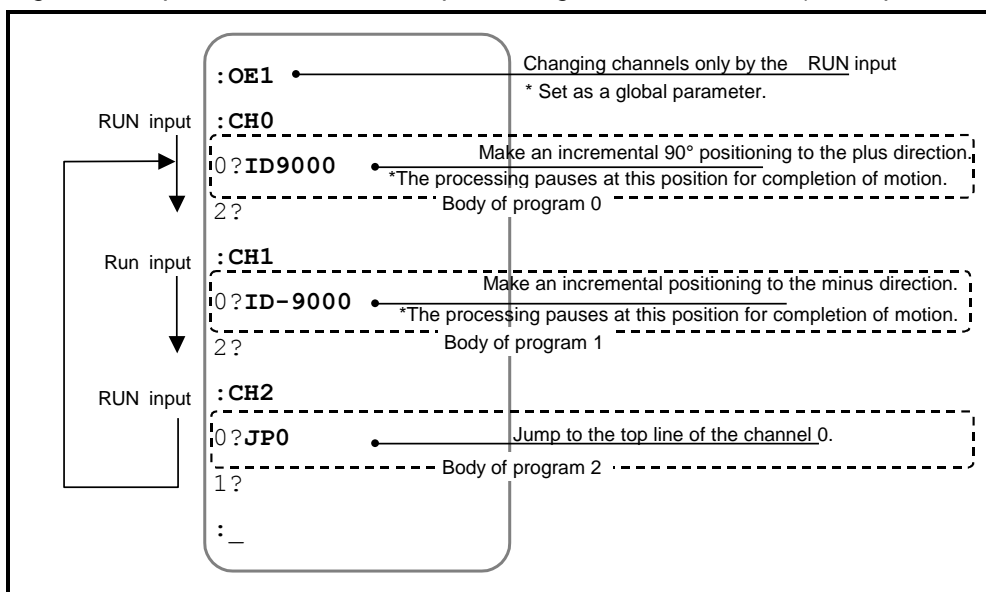 :OE1
Changing channels only by the RUN input
* Set as a global parameter.
RUN input
:CH0
0?ID9000
Make an incremental 90° positioning to the plus direction.
*The processing pauses at this position for completion of motion.
2?
Body of program 0
Run input
:CH1
0?ID-9000
Make an incremental positioning to the minus direction.
*The processing pauses at this position for completion of motion.
2?
Body of program 1
RUN input
:CH2
0?JP0
Jump to the top line of the channel 0.
Body of program 2
1?
:_